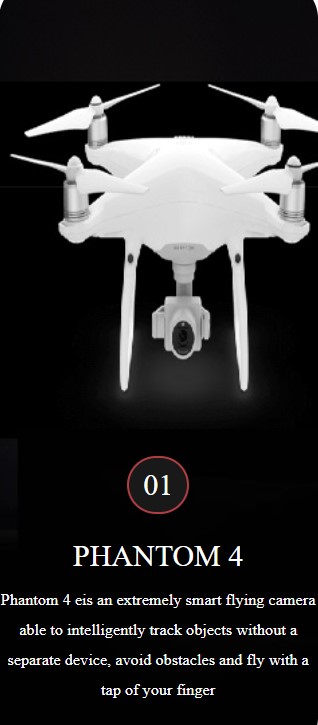 01
PHANTOM 4
Phantom 4 eis an extremely smart flying camera
able to intelligently track objects without a
separate device, avoid obstacles and fly with a
tap of your finger